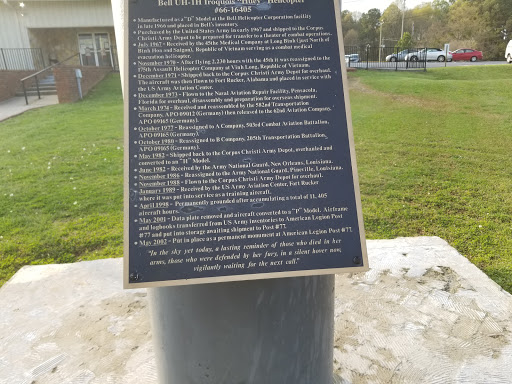 Bell UH-1H Iroquois "Huey" Helicopter
#66-16405
• Manufactured as a "D" Model at the Bell Helicopter Corporation facility
in late 1966 and placed in Bell's inventory.
• Purchased by the United States Army in early 1967 and shipped to the Corpus
Christi Army Depot to be prepared for transfer to a theater of combat operations.
• July 1967 - Received by the 45th Medical Company at Long Binh (just North of
Binh Hoa and Saigon), Republic of Vietnam serving as a combat medical
evacuation helicopter.
• November 1970 - After flying 2,230 hours with the 45th it was reassigned to the
175th Assault Helicopter Company at Vinh Long, Republic of Vietnam.
• December 1971 - Shipped back to the Corpus Christi Army Depot for overhaul.
The aircraft was then flown to Fort Rucker, Alabama and placed in service with
the US Army Aviation Center.
• December 1973 - Flown to the Naval Aviation Repair Facility, Pensacola,
Florida for overhaul, disassembly and preparation for overseas shipment.
• March 1974 - Received and reassembled by the 582nd Transportation
Company, APO 09012 (Germany) then released to the 62nd Aviation Company,
APO 09165 (Germany).
• October 1977 - Reassigned to A Company, 503rd Combat Aviation Battalion,
APO 09165 (Germany).
• October 1980 - Reassigned to B Company, 205th Transportation Battalion,
APO 09165 (Germany).
• May 1982 - Shipped back to the Corpus Christi Army Depot, overhauled and
converted to an "H" Model.
• June 1982 - Received by the Army National Guard, New Orleans, Louisiana.
• November 1986 - Reassigned to the Army National Guard, Pineville, Louisiana.
• November 1988 - Flown to the Corpus Christi Army Depot for overhaul.
• January 1989 - Received by the US Army Aviation Center, Fort Rucker
where it was put into service as a training aircraft.
• April 1998 - Permanently grounded after accumulating a total of 11,405
aircraft hours.
• May 2001 - Data plate removed and aircraft converted to a "D" Model. Airframe
and logbooks transferred from US Army Inventories to American Legion Post
#77 and put into storage awaiting shipment to Post #77.
• May 2002 - Put in place as a permanent monument at American Legion Post #77.
"In the sky yet today, a lasting reminder of those who died in her
arms, those who were defended by her fury, in a silent hover now,
vigilantly waiting for the next call."